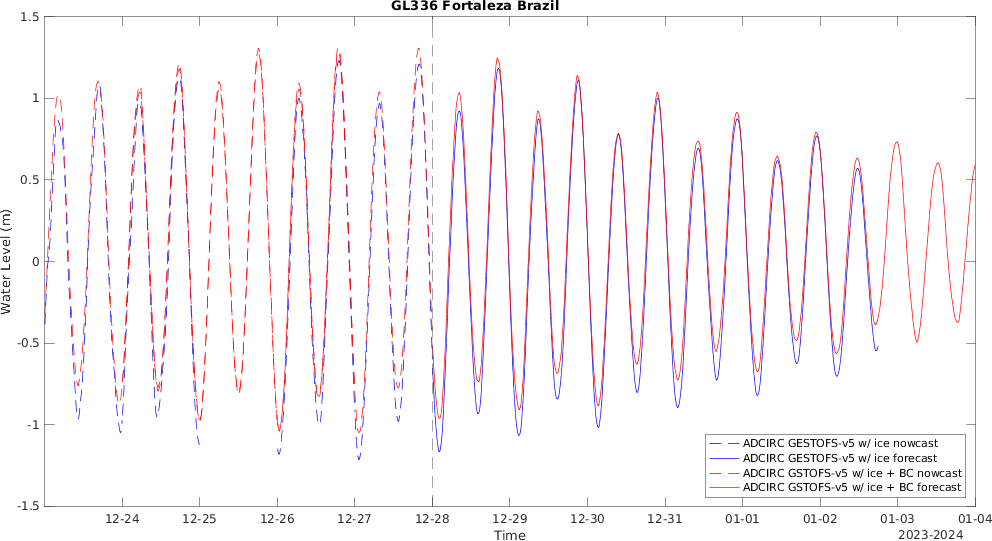 GL336 Fortaleza Brazil
1.5
1
0.5
0
-0.5
-1
-1.5
Water Level (m)
12-24 12-25 12-26 12-27 12-28 12-29 12-30 12-31 01-01 01-02 01-03 01-04
Time
2023-2024
ADCIRC GESTOFS-v5 w/ ice nowcast
ADCIRC GESTOFS-v5 w/ ice forecast
ADCIRC GSTOFS-v5 w/ ice + BC nowcast
ADCIRC GSTOFS-v5 w/ ice + BC forecast